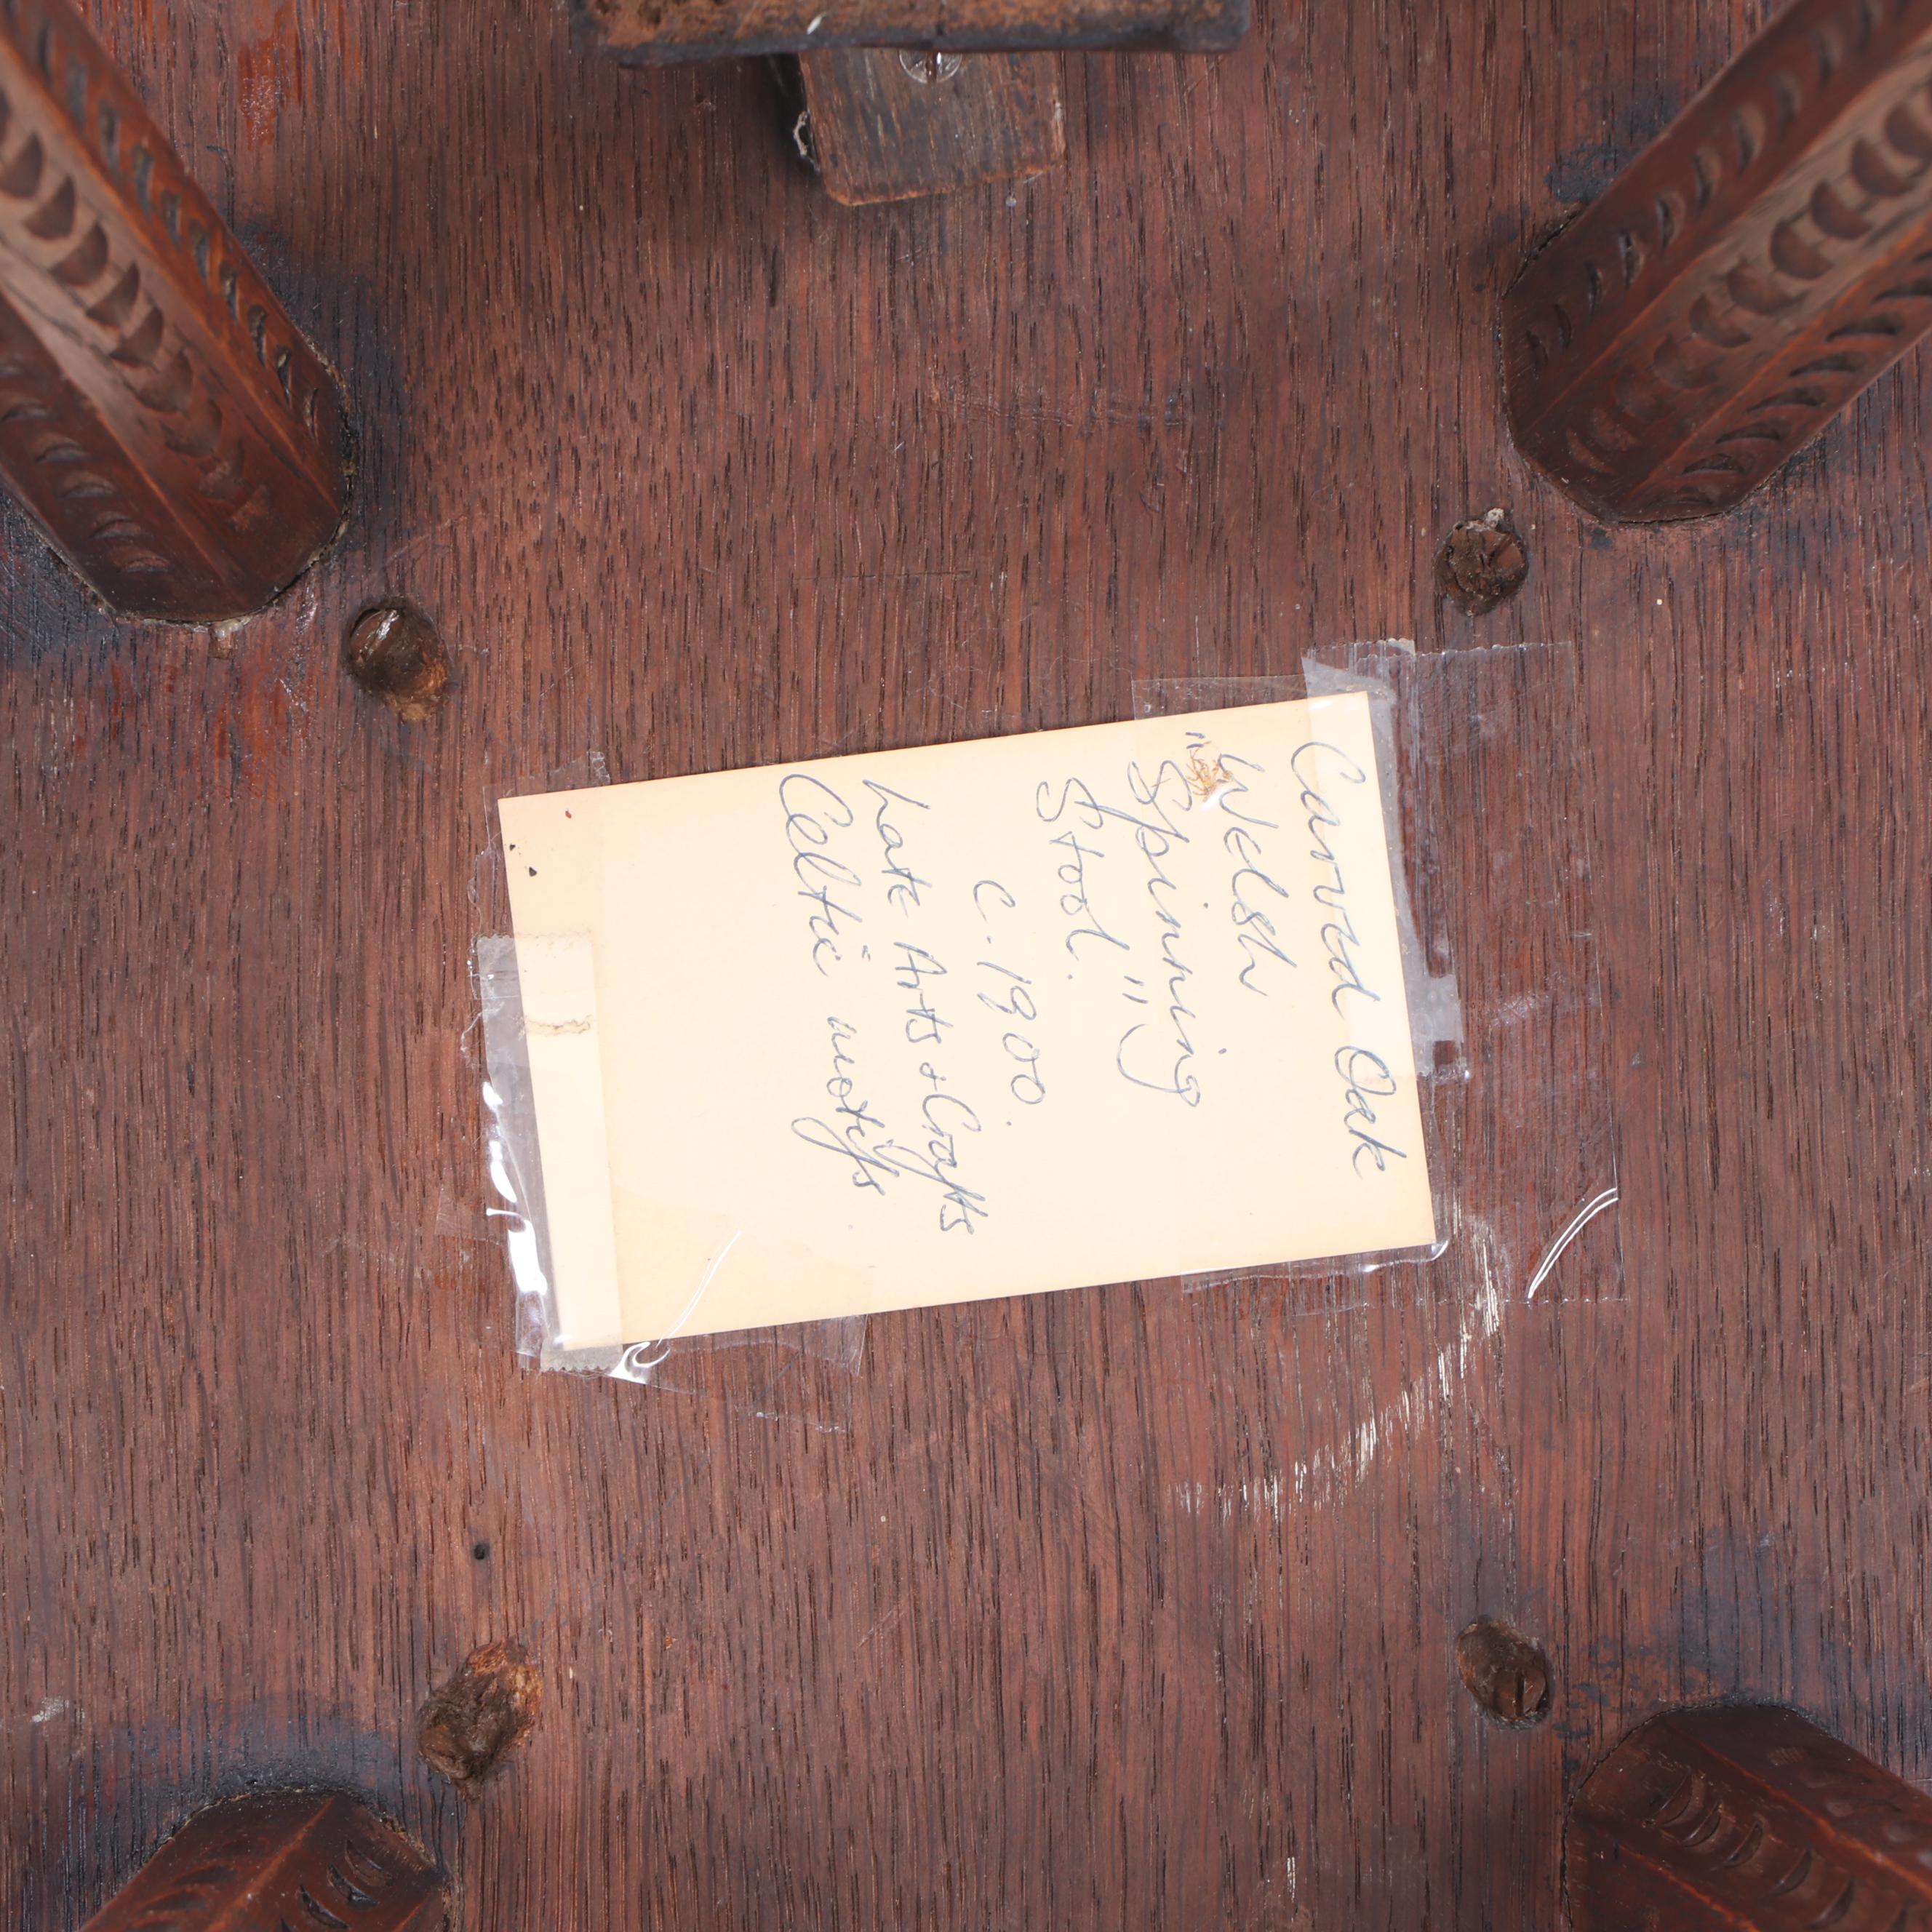 Carved Oak
"Welsh
Spinning
Stool."
C. 1900.
Late Arts & Crafts
Celtic motifs